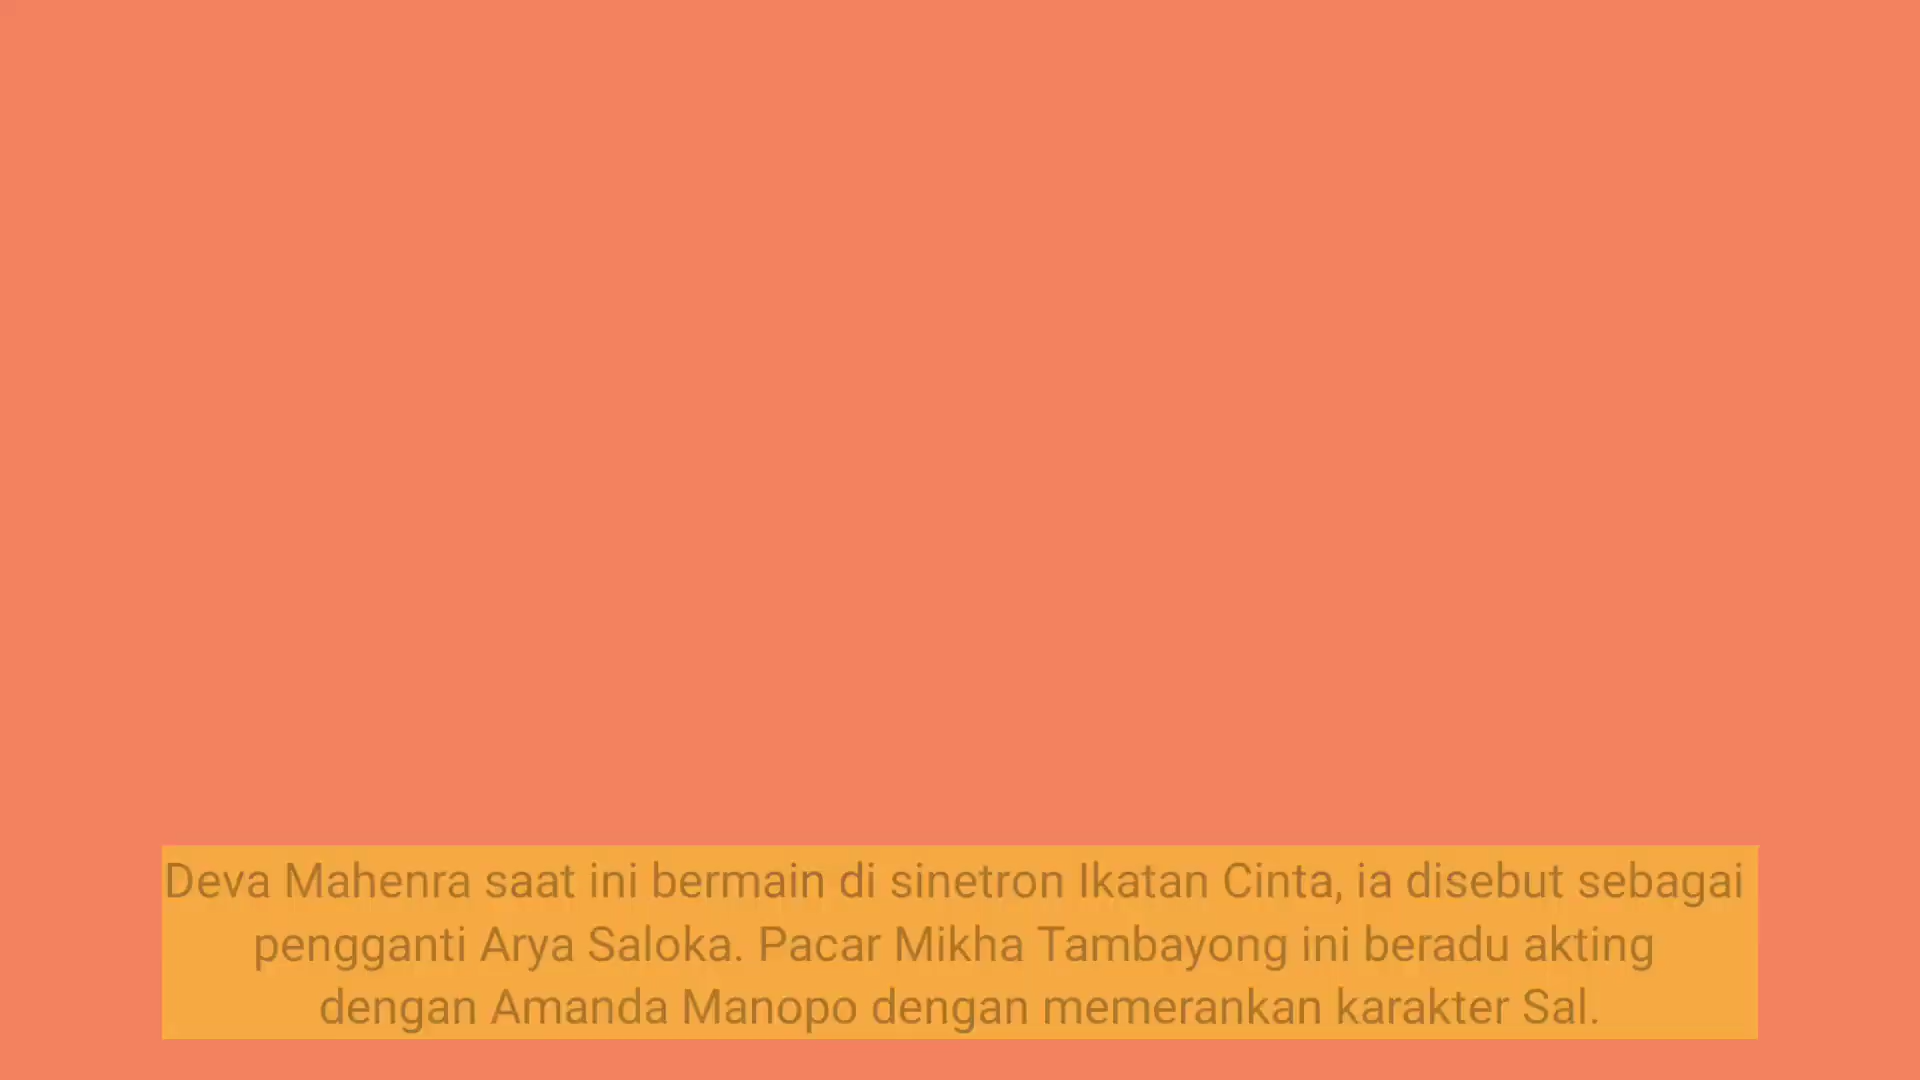 Deva Mahenra saat ini bermain di sinetron Ikatan Cinta, ia disebut sebagai
pengganti Arya Saloka. Pacar Mikha Tambayong ini beradu akting
dengan Amanda Manopo dengan memerankan karakter Sal.